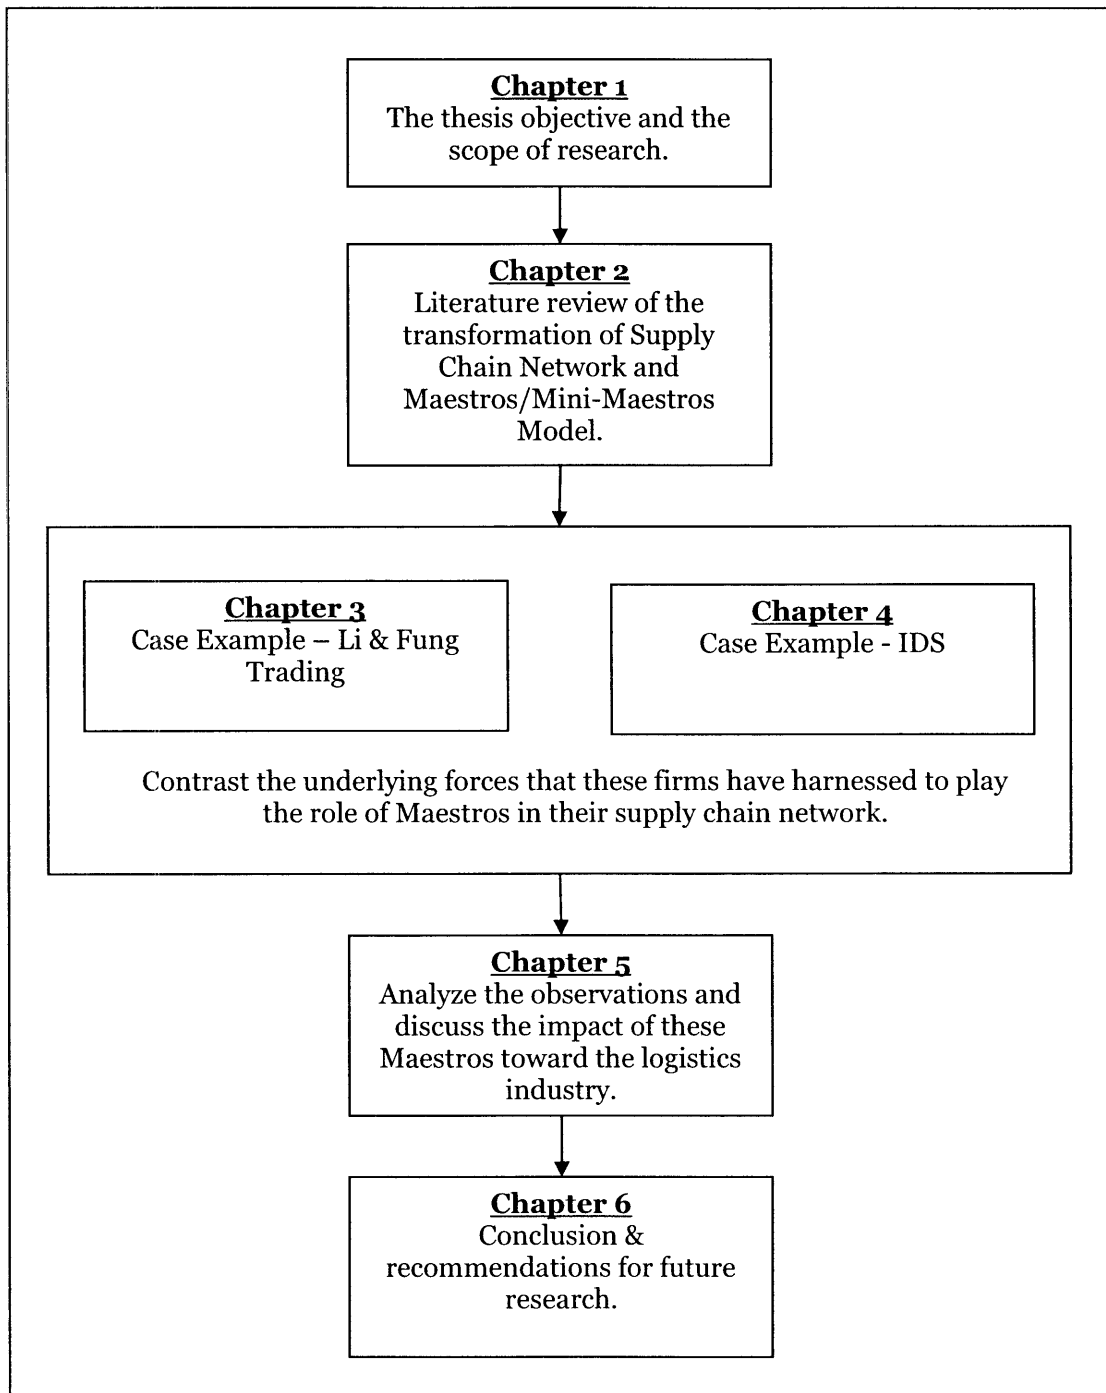 Chapter 1
The thesis objective and the
scope of research.
Chapter 2
Literature review of the
transformation of Supply
Chain Network and
Maestros/Mini-Maestros
Model.
Chapter 3
Case Example – Li & Fung
Trading
Chapter 4
Case Example - IDS
Contrast the underlying forces that these firms have harnessed to play
the role of Maestros in their supply chain network.
Chapter 5
Analyze the observations and
discuss the impact of these
Maestros toward the logistics
industry.
Chapter 6
Conclusion &
recommendations for future
research.